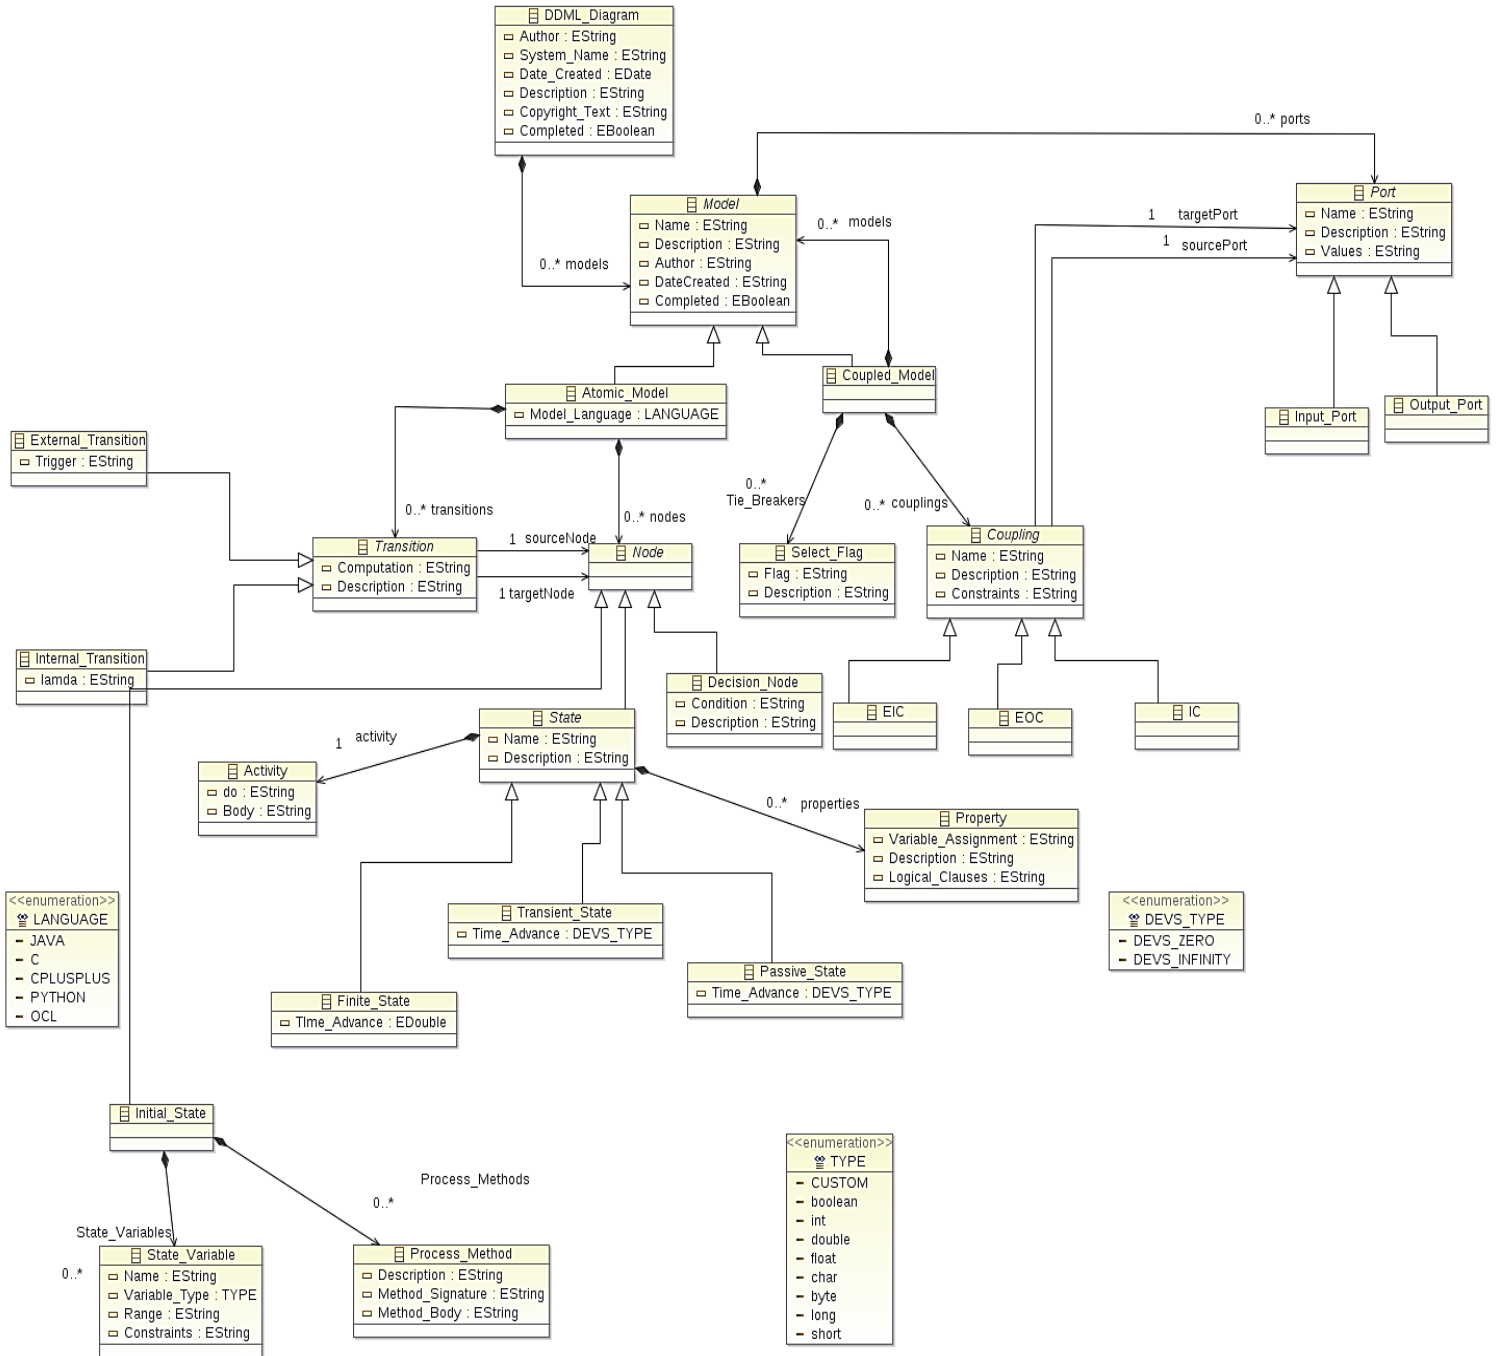 DDML_Diagram
Author : EString
System_Name : EString
Date_Created : EDate
Description : EString
Copyright_Text : EString
Completed : EBoolean
0..* ports
Model
Name : EString
Description : EString
Author : EString
DateCreated : EString
Completed : EBoolean
0..* models
0..* models
Port
Name : EString
Description : EString
Values : EString
1 targetPort
1 sourcePort
Atomic_Model
Model_Language : LANGUAGE
Coupled_Model
Input_Port
Output_Port
External_Transition
Trigger : EString
0..* transitions
0..* nodes
0..*
Tie_Breakers
0..* couplings
Transition
Computation : EString
Description : EString
1 sourceNode
1 targetNode
Node
Select_Flag
Flag : EString
Description : EString
Coupling
Name : EString
Description : EString
Constraints : EString
Internal_Transition
lamda : EString
Decision_Node
Condition : EString
Description : EString
EIC
EOC
IC
State
Name : EString
Description : EString
1 activity
Activity
do : EString
Body : EString
0..* properties
Property
Variable_Assignment : EString
Description : EString
Logical_Clauses : EString
<<enumeration>>
LANGUAGE
JAVA
C
CPLUSPLUS
PYTHON
OCL
Transient_State
Time_Advance : DEVS_TYPE
Passive_State
Time_Advance : DEVS_TYPE
Finite_State
TIme_Advance : EDouble
<<enumeration>>
DEVS_TYPE
DEVS_ZERO
DEVS_INFINITY
Initial_State
Process_Methods
0..*
State_Variables
0..*
State_Variable
Name : EString
Variable_Type : TYPE
Range : EString
Constraints : EString
Process_Method
Description : EString
Method_Signature : EString
Method_Body : EString
<<enumeration>>
TYPE
CUSTOM
boolean
int
double
float
char
byte
long
short